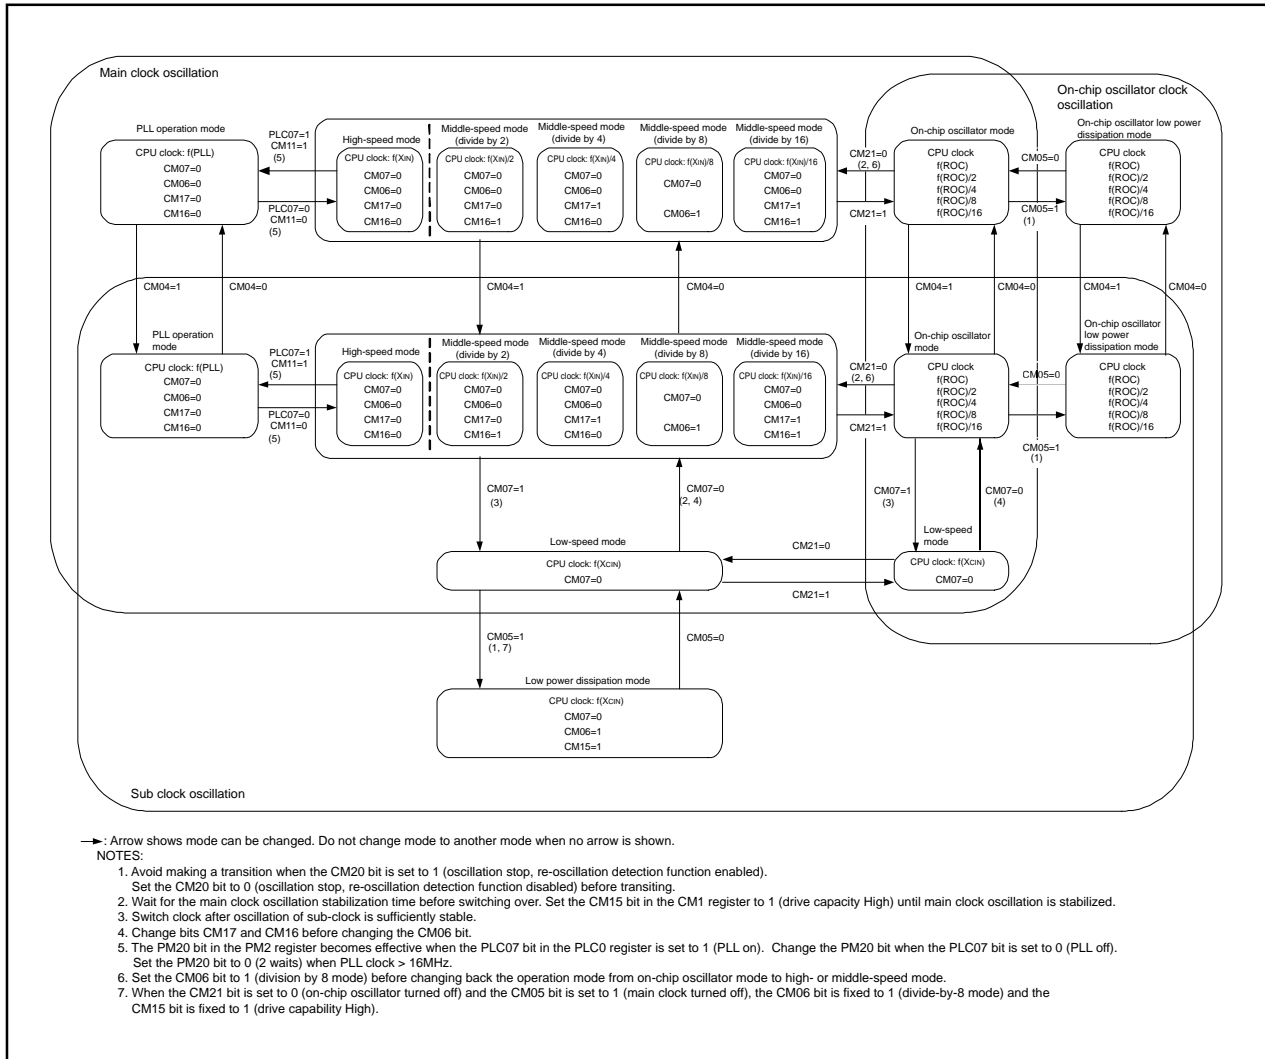 Main clock oscillation
On-chip oscillator clock
oscillation
PLL operation mode
CPU clock: f(PLL)
CM07=0
CM06=0
CM17=0
CM16=0
PLC07=1
CM11=1
(5)
PLC07=0
CM11=0
(5)
High-speed mode
CPU clock: f(XIN)
CM07=0
CM06=0
CM17=0
CM16=0
Middle-speed mode
(divide by 2)
CPU clock: f(XIN)/2
CM07=0
CM06=0
CM17=0
CM16=1
Middle-speed mode
(divide by 4)
CPU clock: f(XIN)/4
CM07=0
CM06=0
CM17=1
CM16=0
Middle-speed mode
(divide by 8)
CPU clock: f(XIN)/8
CM07=0
CM06=1
Middle-speed mode
(divide by 16)
CPU clock: f(XIN)/16
CM07=0
CM06=0
CM17=1
CM16=1
CM21=0
(2, 6)
CM21=1
On-chip oscillator mode
CPU clock
f(ROC)
f(ROC)/2
f(ROC)/4
f(ROC)/8
f(ROC)/16
CM05=0
CM05=1
(1)
On-chip oscillator low power
dissipation mode
CPU clock
f(ROC)
f(ROC)/2
f(ROC)/4
f(ROC)/8
f(ROC)/16
CM04=1
CM04=0
CM04=1
CM04=0
CM04=1
CM04=0
CM04=1
CM04=0
PLL operation
mode
CPU clock: f(PLL)
CM07=0
CM06=0
CM17=0
CM16=0
PLC07=1
CM11=1
(5)
PLC07=0
CM11=0
(5)
High-speed mode
CPU clock: f(XIN)
CM07=0
CM06=0
CM17=0
CM16=0
Middle-speed mode
(divide by 2)
CPU clock: f(XIN)/2
CM07=0
CM06=0
CM17=0
CM16=1
Middle-speed mode
(divide by 4)
CPU clock: f(XIN)/4
CM07=0
CM06=0
CM17=1
CM16=0
Middle-speed mode
(divide by 8)
CPU clock: f(XIN)/8
CM07=0
CM06=1
Middle-speed mode
(divide by 16)
CPU clock: f(XIN)/16
CM07=0
CM06=0
CM17=1
CM16=1
CM21=0
(2, 6)
CM21=1
On-chip oscillator
mode
CPU clock
f(ROC)
f(ROC)/2
f(ROC)/4
f(ROC)/8
f(ROC)/16
CM05=0
CM05=1
(1)
On-chip oscillator
low power
dissipation mode
CPU clock
f(ROC)
f(ROC)/2
f(ROC)/4
f(ROC)/8
f(ROC)/16
CM07=1
(3)
CM07=0
(2, 4)
CM07=1
(3)
CM07=0
(4)
Low-speed mode
CPU clock: f(XCIN)
CM07=0
CM21=0
CM21=1
Low-speed
mode
CPU clock: f(XCIN)
CM07=0
CM05=1
(1, 7)
CM05=0
Low power dissipation mode
CPU clock: f(XCIN)
CM07=0
CM06=1
CM15=1
Sub clock oscillation
: Arrow shows mode can be changed. Do not change mode to another mode when no arrow is shown.
NOTES:
1. Avoid making a transition when the CM20 bit is set to 1 (oscillation stop, re-oscillation detection function enabled).
Set the CM20 bit to 0 (oscillation stop, re-oscillation detection function disabled) before transiting.
2. Wait for the main clock oscillation stabilization time before switching over. Set the CM15 bit in the CM1 register to 1 (drive capacity High) until main clock oscillation is stabilized.
3. Switch clock after oscillation of sub-clock is sufficiently stable.
4. Change bits CM17 and CM16 before changing the CM06 bit.
5. The PM20 bit in the PM2 register becomes effective when the PLC07 bit in the PLC0 register is set to 1 (PLL on). Change the PM20 bit when the PLC07 bit is set to 0 (PLL off).
Set the PM20 bit to 0 (2 waits) when PLL clock > 16MHz.
6. Set the CM06 bit to 1 (division by 8 mode) before changing back the operation mode from on-chip oscillator mode to high- or middle-speed mode.
7. When the CM21 bit is set to 0 (on-chip oscillator turned off) and the CM05 bit is set to 1 (main clock turned off), the CM06 bit is fixed to 1 (divide-by-8 mode) and the
CM15 bit is fixed to 1 (drive capability High).